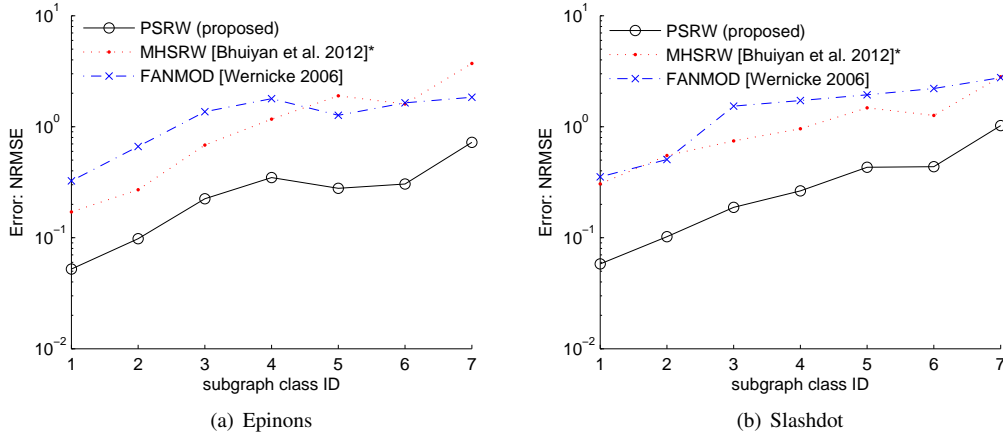 10^1
10^0
10^-1
10^-2
Error: NRMSE
PSRW (proposed)
MHSRW [Bhuiyan et al. 2012]*
FANMOD [Wernicke 2006]
1 2 3 4 5 6 7
subgraph class ID
(a) Epinons
10^1
10^0
10^-1
10^-2
Error: NRMSE
PSRW (proposed)
MHSRW [Bhuiyan et al. 2012]*
FANMOD [Wernicke 2006]
1 2 3 4 5 6 7
subgraph class ID
(b) Slashdot